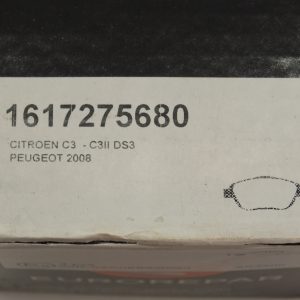 1617275680
CITROEN C3 - C3II DS3
PEUGEOT 2008